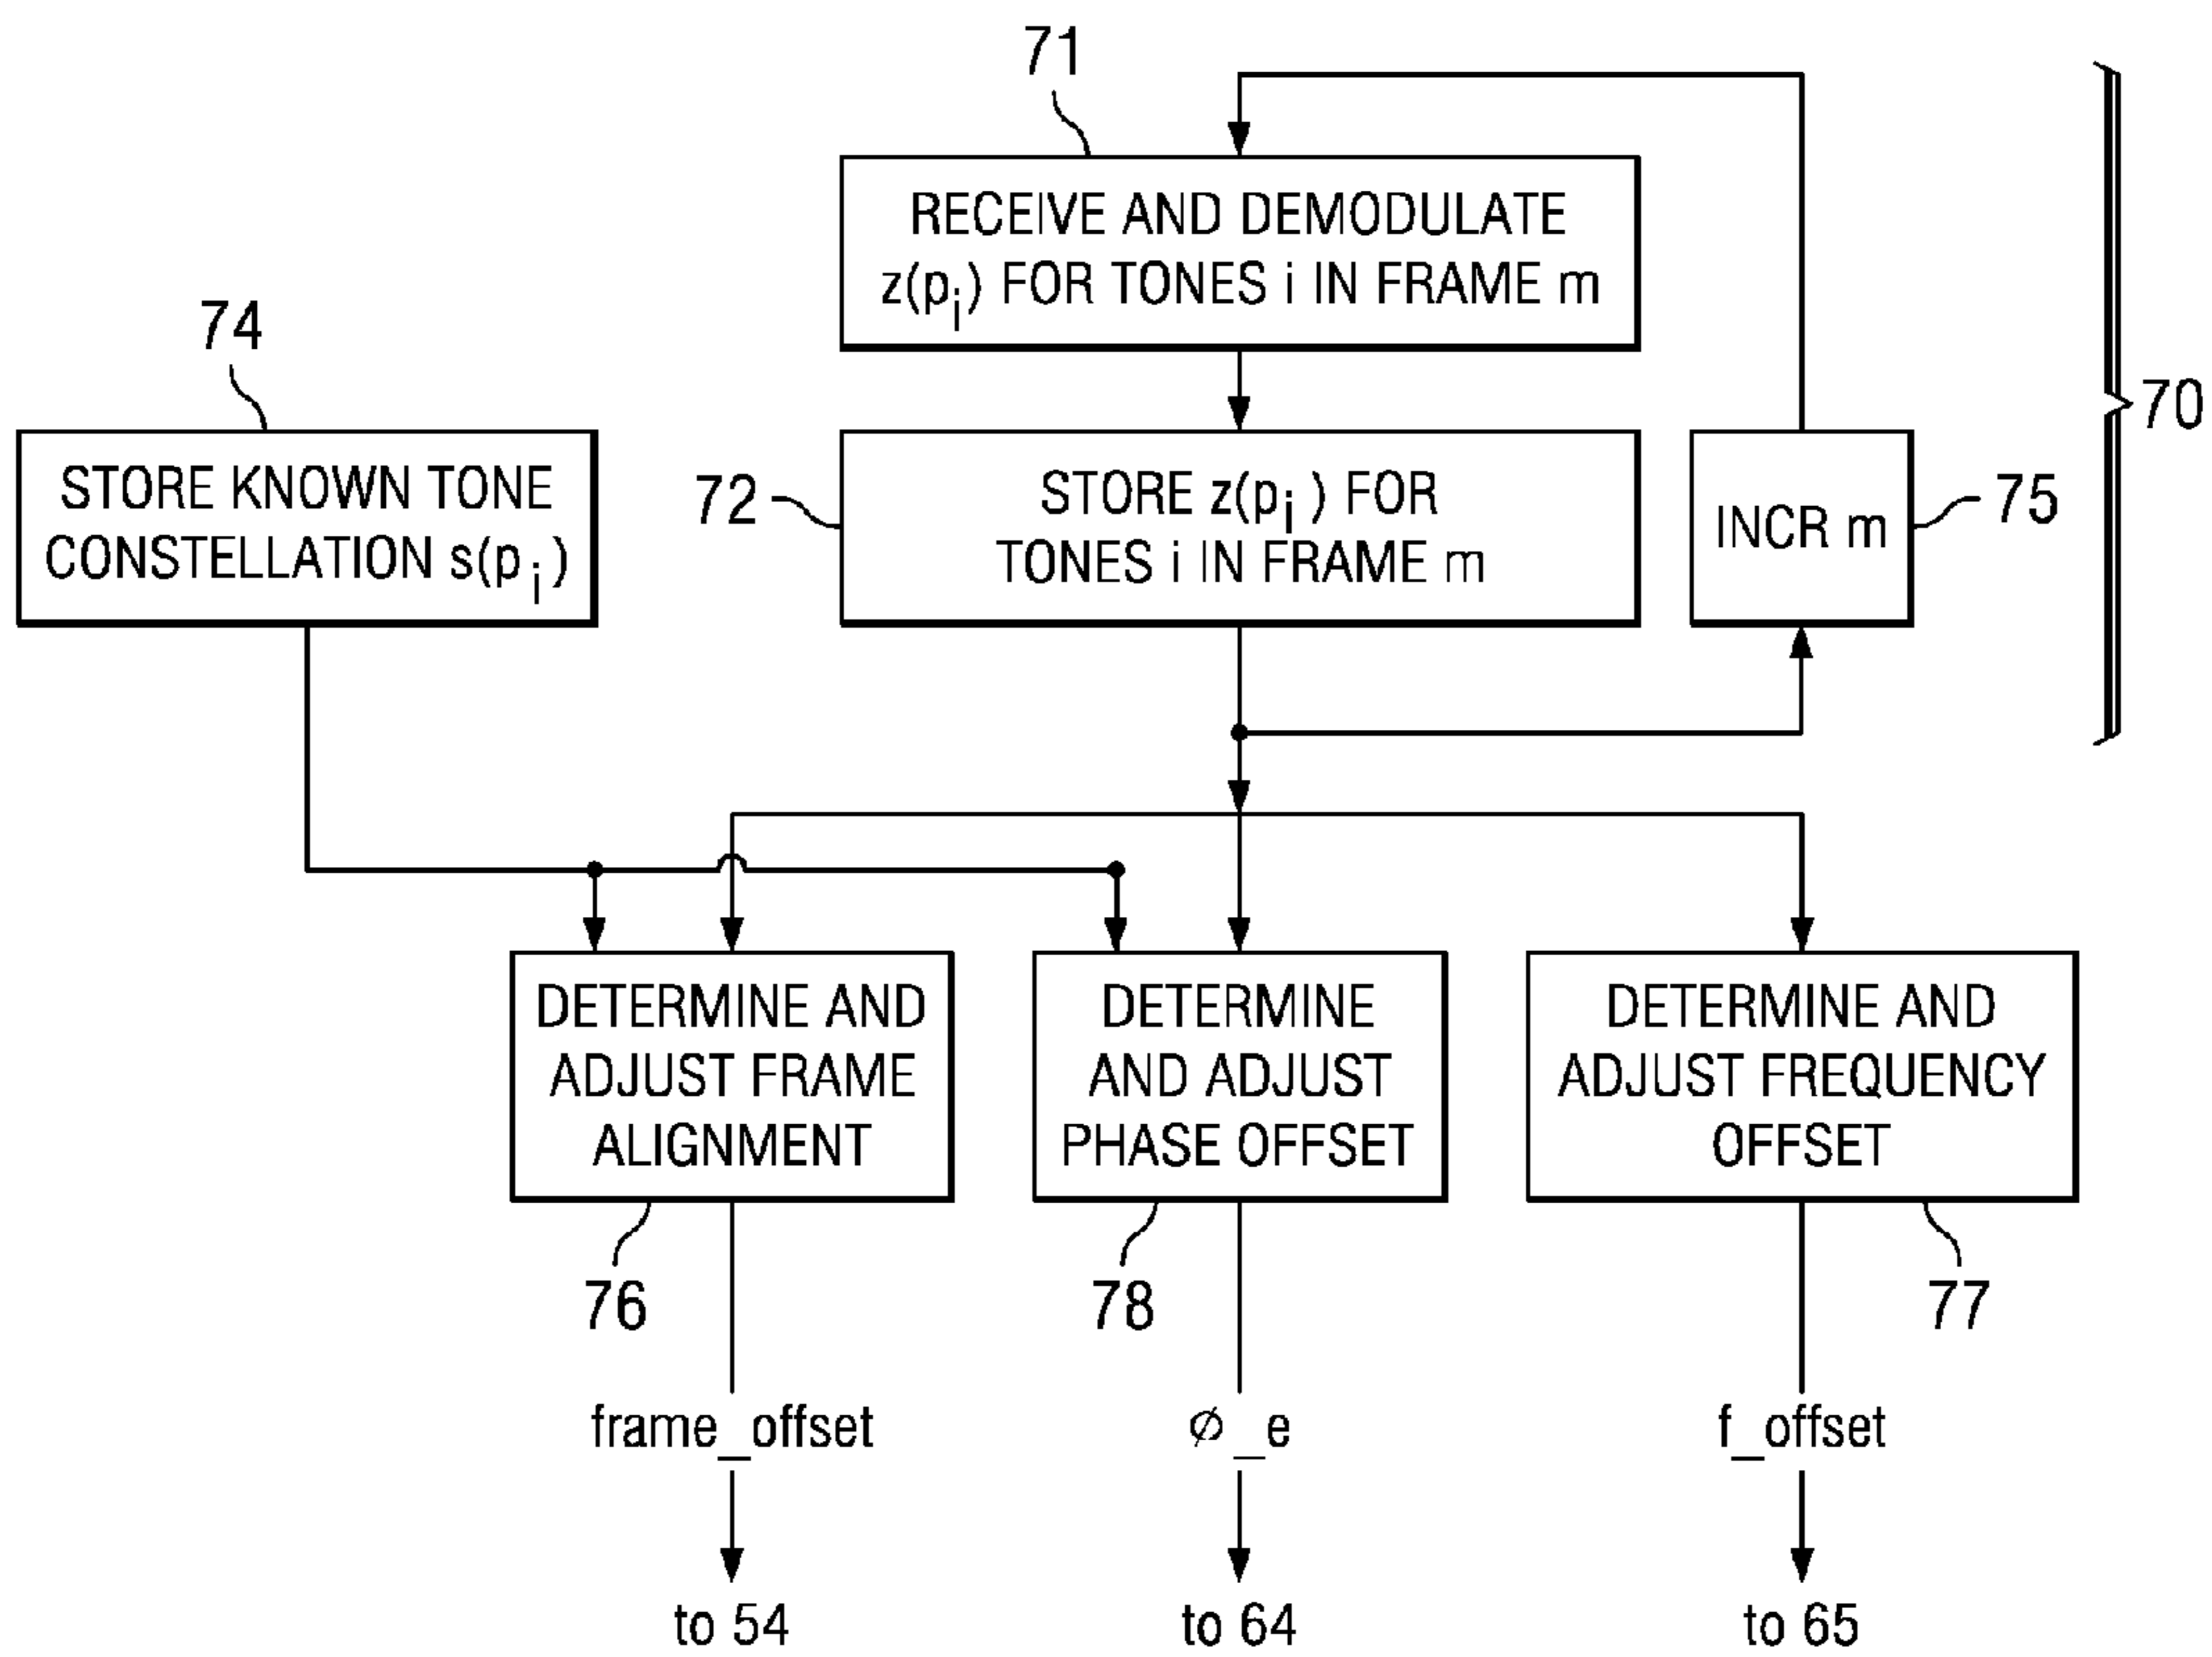 71
RECEIVE AND DEMODULATE
z(pᵢ) FOR TONES i IN FRAME m
70
74
STORE KNOWN TONE
CONSTELLATION s(pᵢ)
72
STORE z(pᵢ) FOR
TONES i IN FRAME m
INCR m
75
DETERMINE AND
ADJUST FRAME
ALIGNMENT
76
DETERMINE
AND ADJUST
PHASE OFFSET
78
DETERMINE AND
ADJUST FREQUENCY
OFFSET
77
frame_offset
Ø_e
f_offset
to 54
to 64
to 65